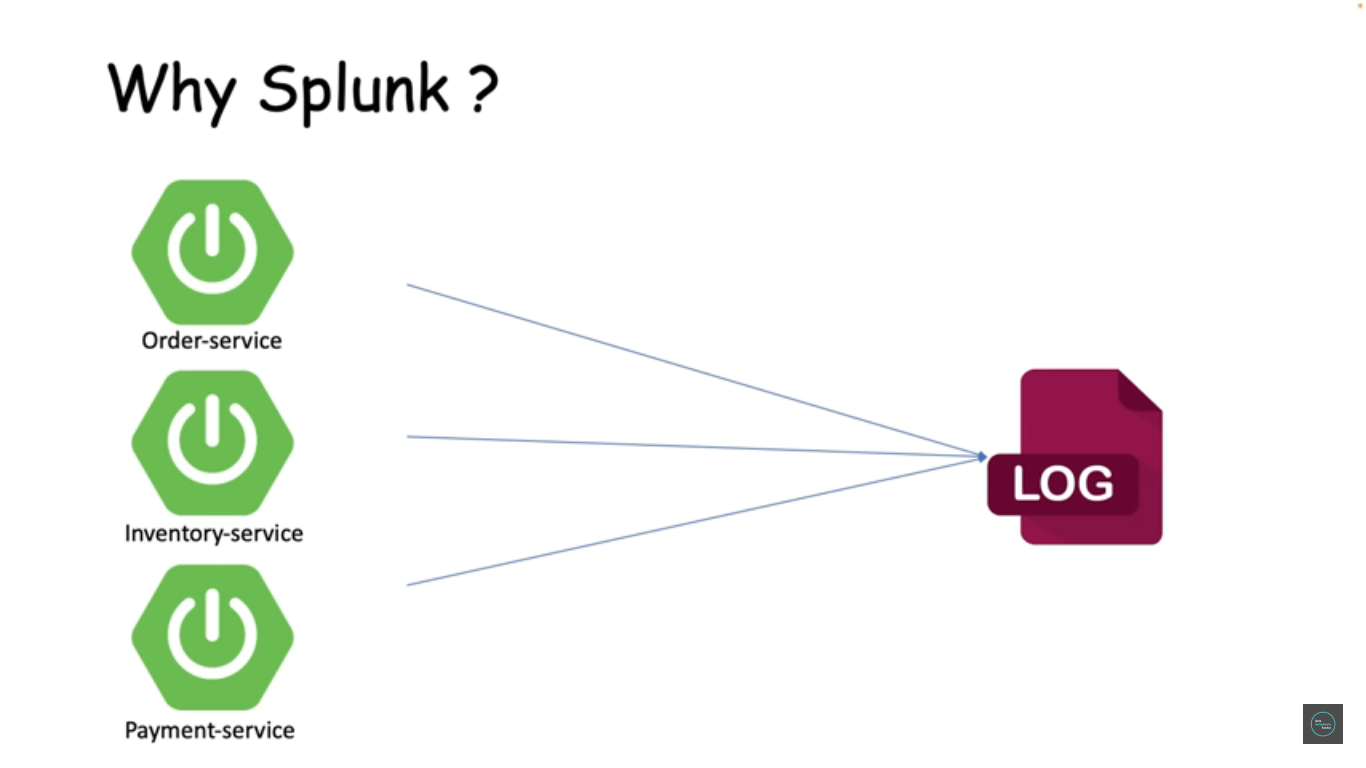 Why Splunk ?
Order-service
Inventory-service
Payment-service
LOG